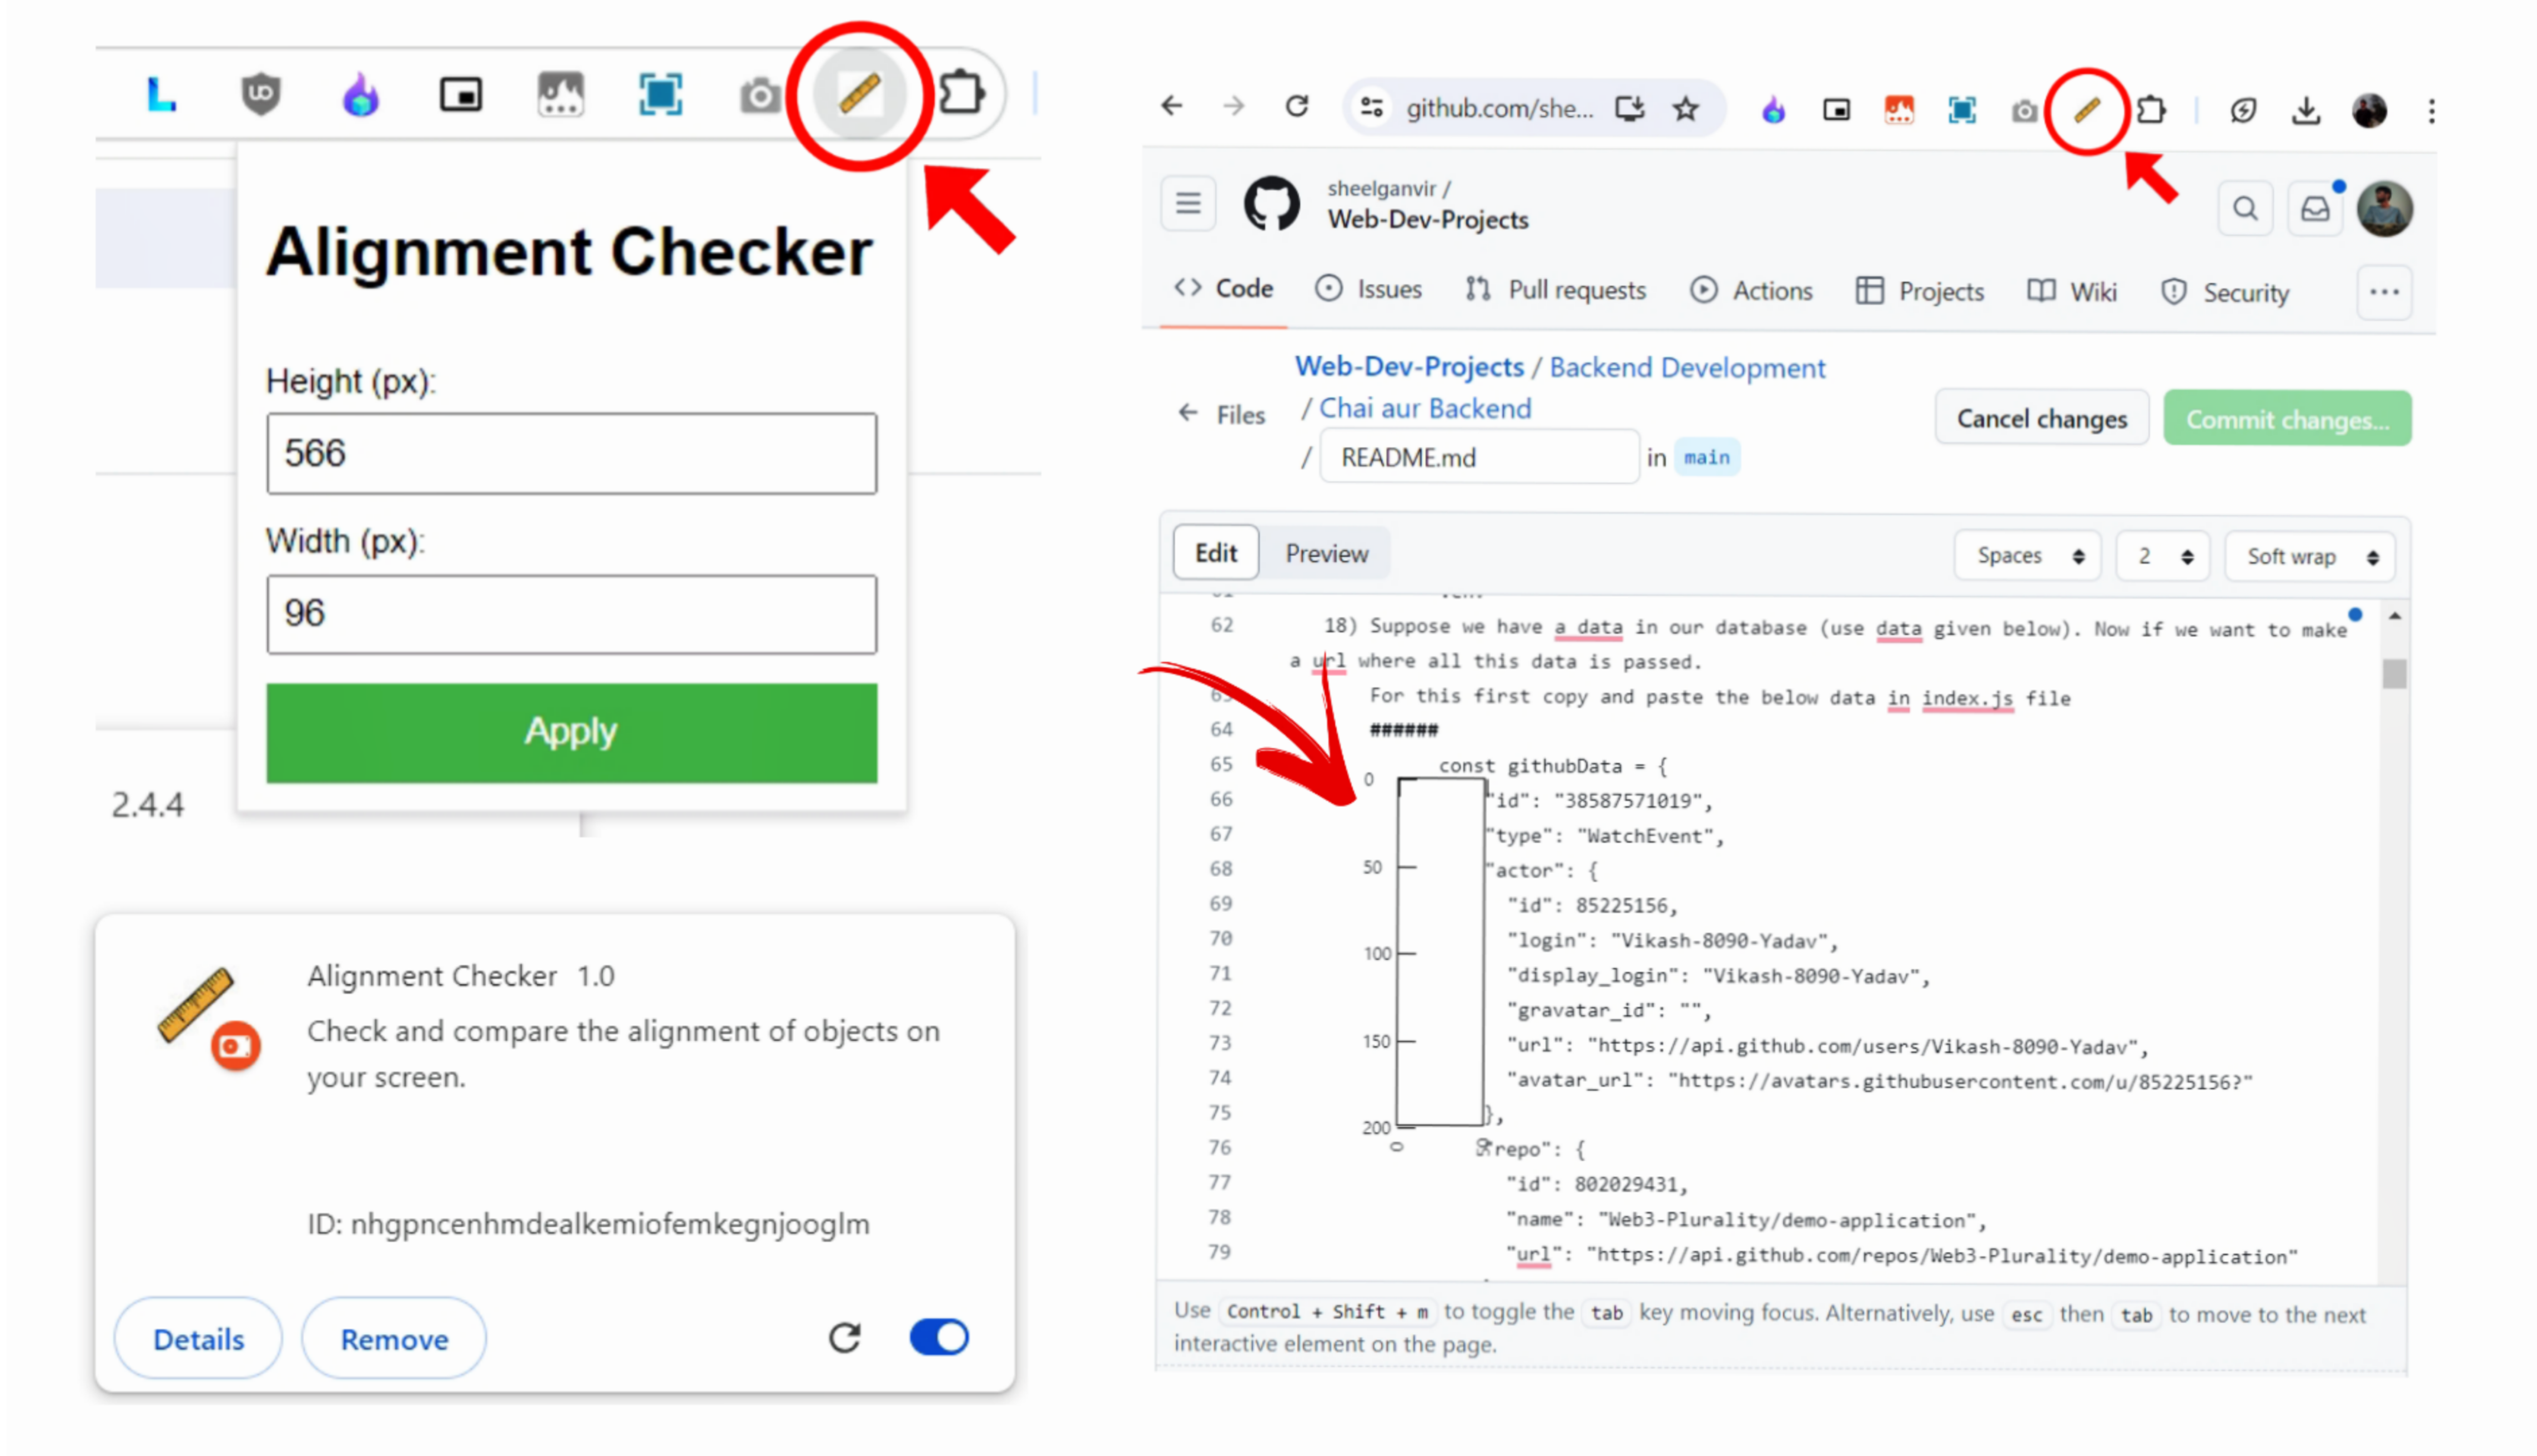 Alignment Checker
Height (px):
566
Width (px):
96
Apply
2.4.4
Alignment Checker 1.0
Check and compare the alignment of objects on
your screen.
ID: nhgpncenhmdealkemiofemkegnjooglm
Details
Remove
github.com/she...
sheelganvir /
Web-Dev-Projects
Code
Issues
Pull requests
Actions
Projects
Wiki
Security
Web-Dev-Projects / Backend Development
Files
/ Chai aur Backend
/ README.md in main
Cancel changes
Commit changes...
Edit
Preview
Spaces
2
Soft wrap
62 18) Suppose we have a data in our database (use data given below). Now if we want to make
a url where all this data is passed.
63 For this first copy and paste the below data in index.js file
64 ######
65 const githubData = {
66 "id": "38587571019",
67 "type": "WatchEvent",
68 "actor": {
69 "id": 85225156,
70 "login": "Vikash-8090-Yadav",
71 "display_login": "Vikash-8090-Yadav",
72 "gravatar_id": "",
73 "url": "https://api.github.com/users/Vikash-8090-Yadav",
74 "avatar_url": "https://avatars.githubusercontent.com/u/85225156?"
75 },
76 repo": {
77 "id": 802029431,
78 "name": "Web3-Plurality/demo-application",
79 "url": "https://api.github.com/repos/Web3-Plurality/demo-application"
0
50
100
150
200
0
Use Control + Shift + m to toggle the tab key moving focus. Alternatively, use esc then tab to move to the next
interactive element on the page.